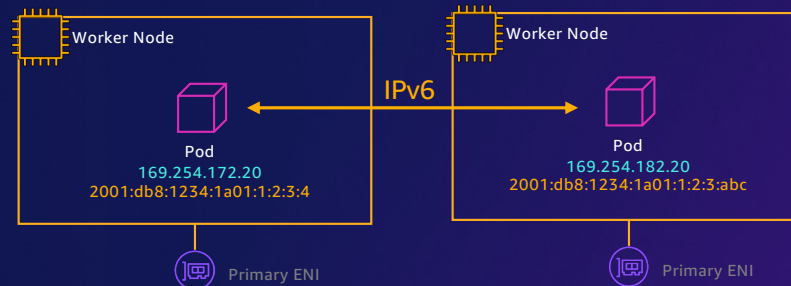 Worker Node
Worker Node
IPv6
Pod
169.254.172.20
2001:db8:1234:1a01:1:2:3:4
Pod
169.254.182.20
2001:db8:1234:1a01:1:2:3:abc
Primary ENI
Primary ENI